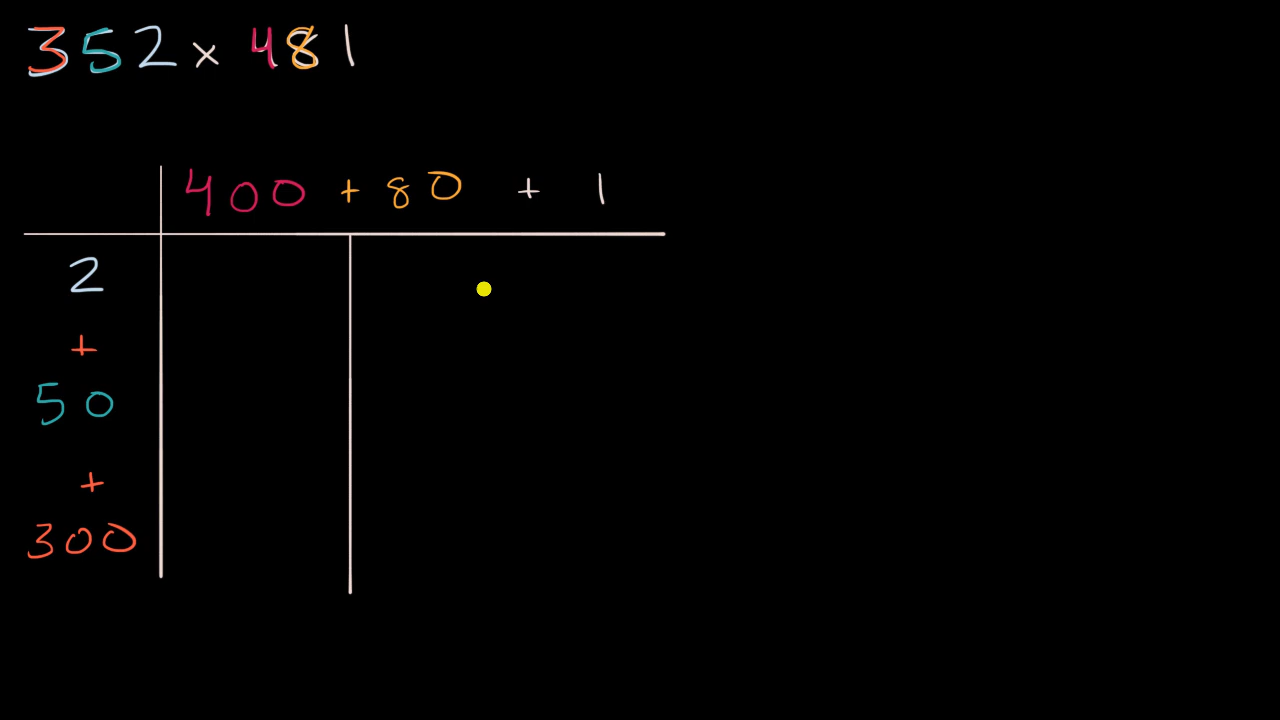 352 × 481
400 + 80 + 1
2
+
50
+
300